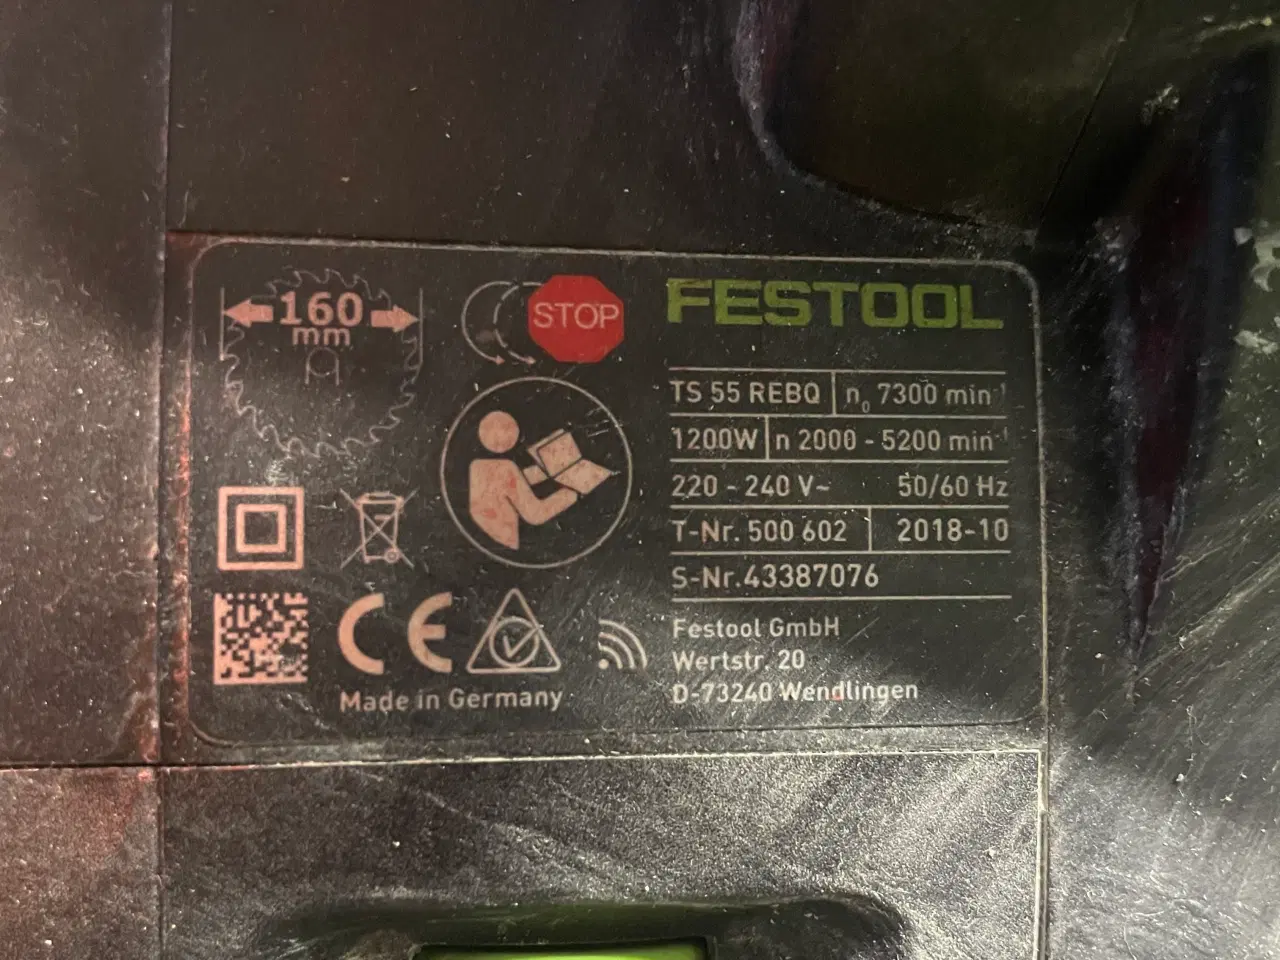 160
mm
STOP
FESTOOL
TS 55 REBQ n₀ 7300 min⁻¹
1200W n 2000 - 5200 min⁻¹
220 - 240 V~ 50/60 Hz
T-Nr. 500 602 2018-10
S-Nr.43387076
CE
Made in Germany
Festool GmbH
Wertstr. 20
D-73240 Wendlingen